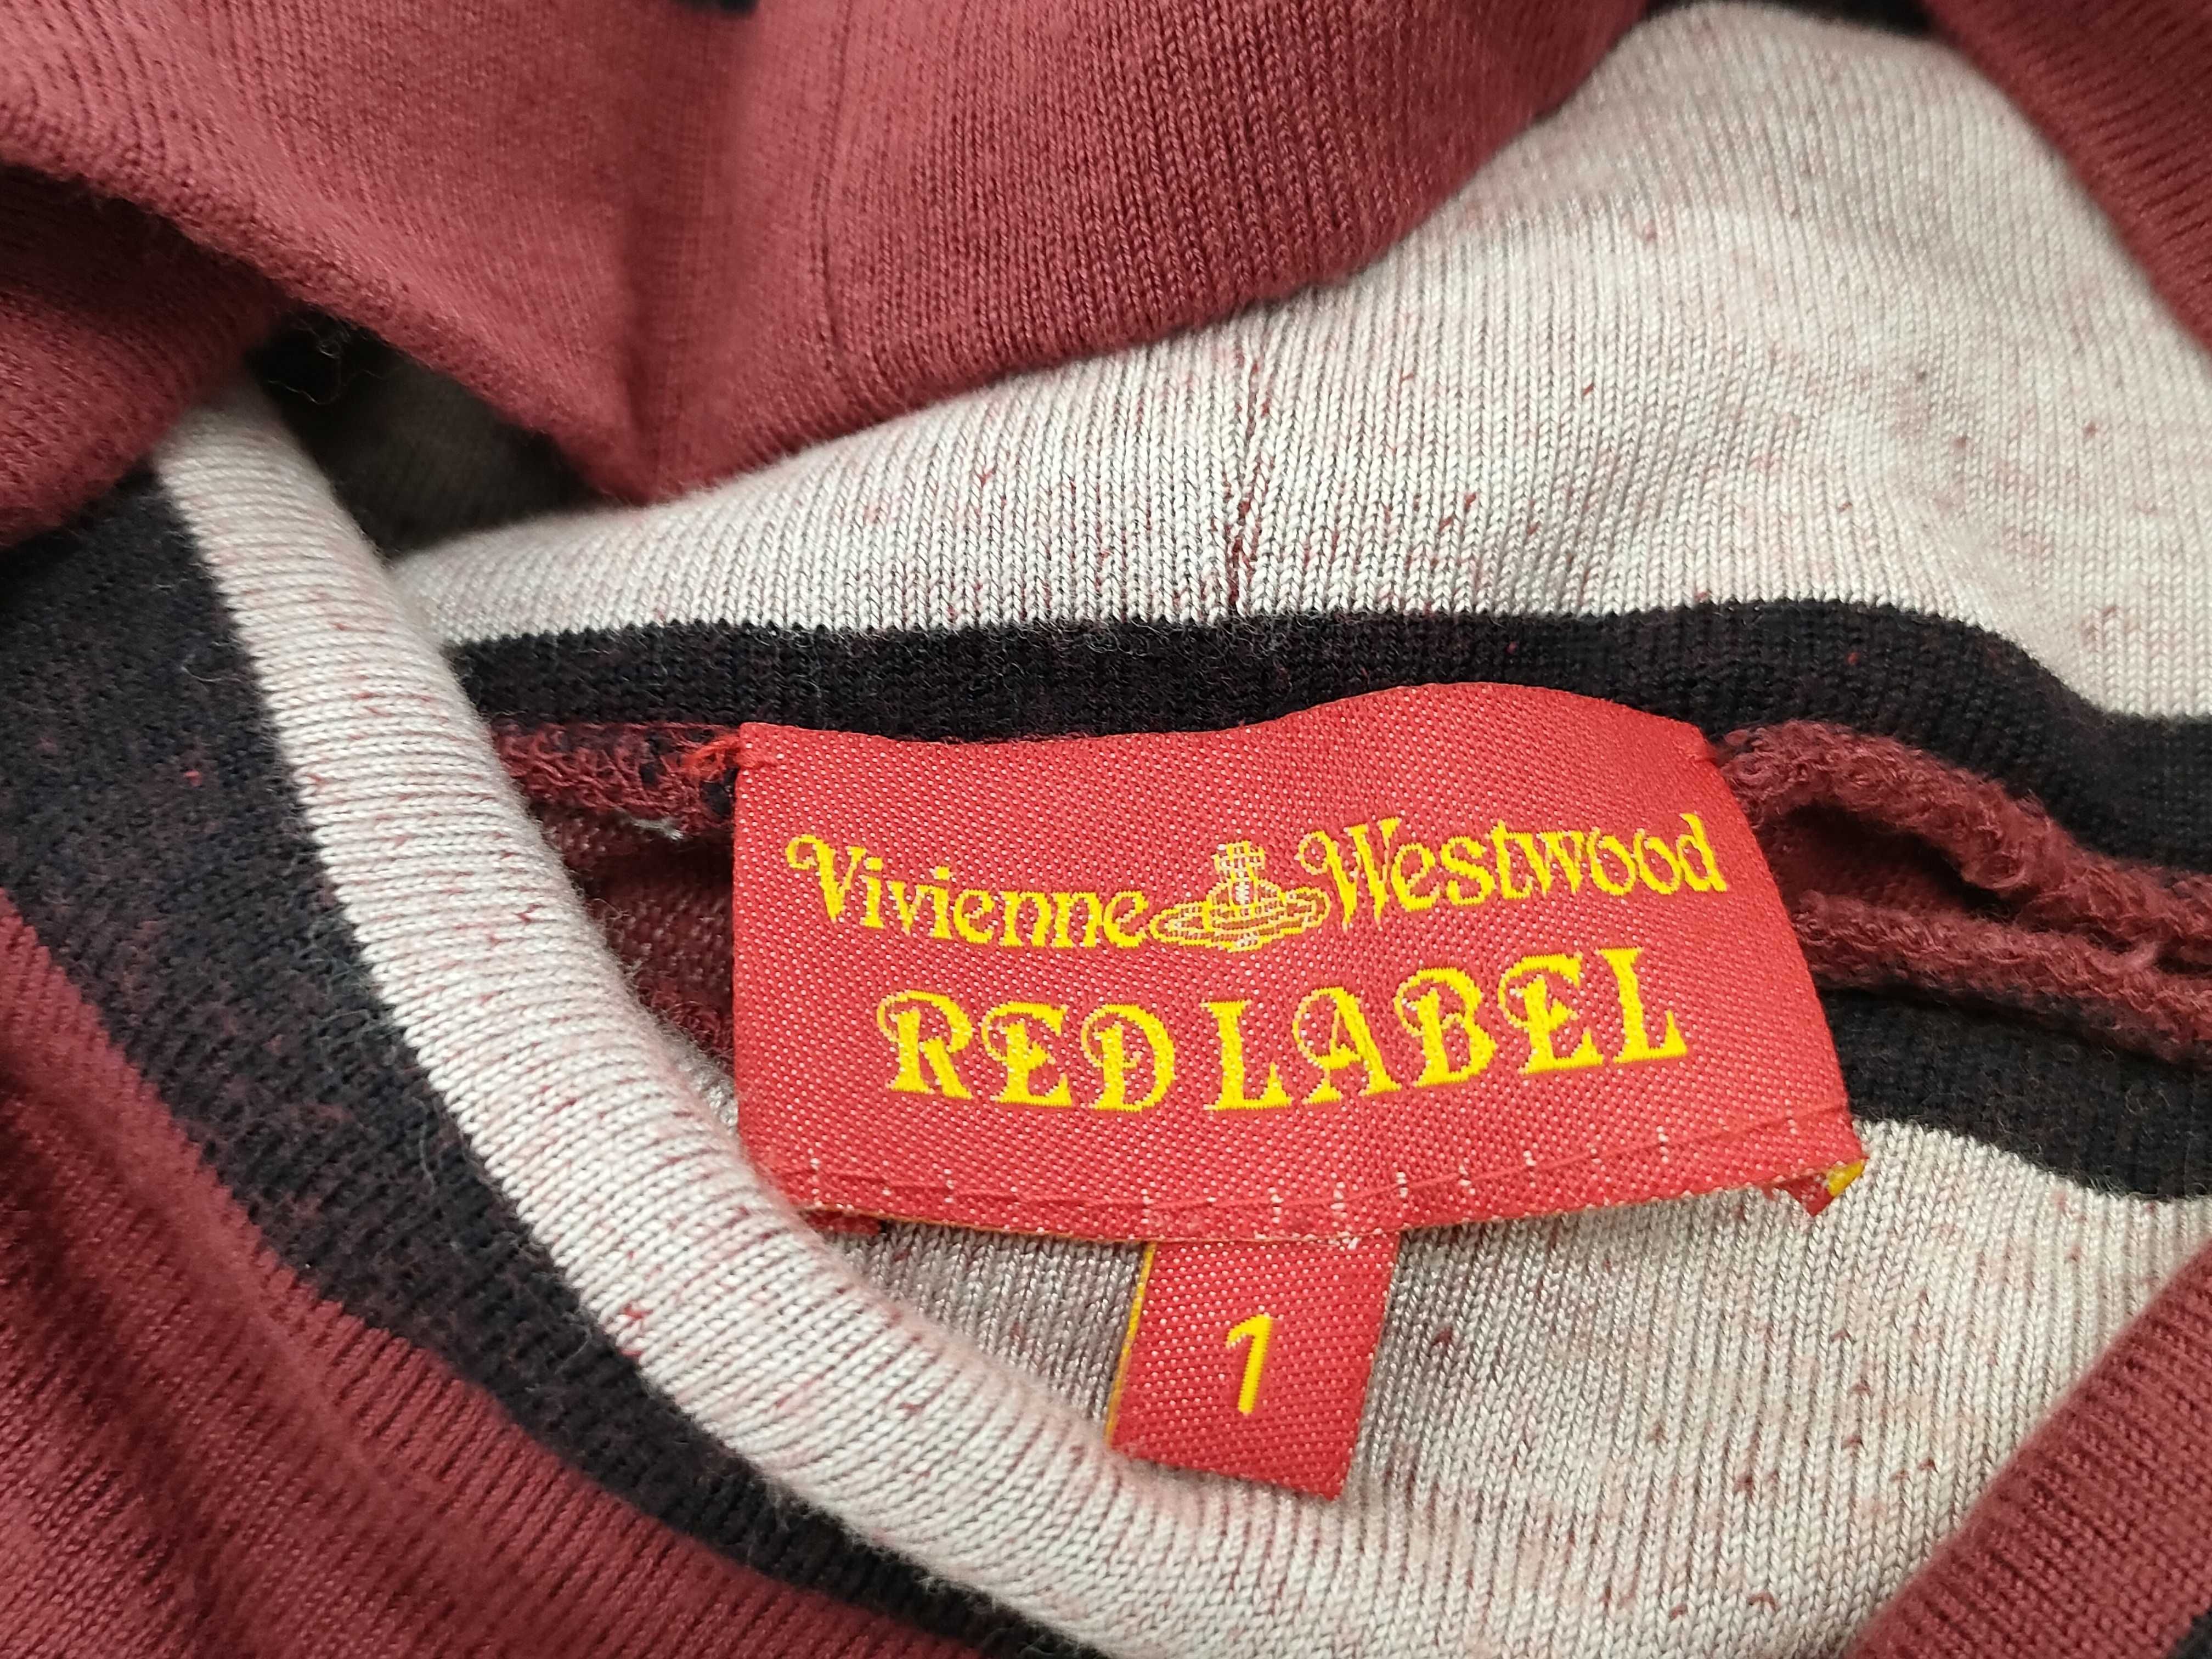 Vivienne Westwood
RED LABEL
1